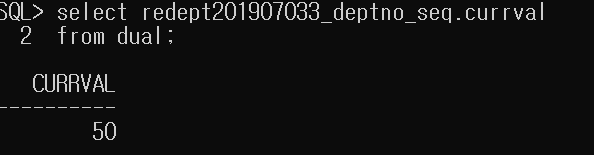 SQL> select redept201907033_deptno_seq.currval
  2  from dual;
   CURRVAL
----------
        50